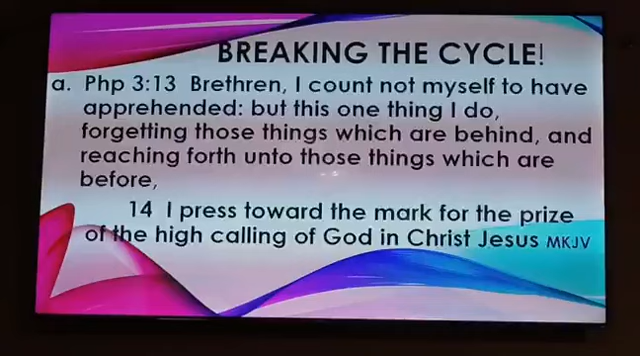 BREAKING THE CYCLE!
a. Php 3:13 Brethren, I count not myself to have
apprehended: but this one thing I do,
forgetting those things which are behind, and
reaching forth unto those things which are
before,
14 I press toward the mark for the prize
of the high calling of God in Christ Jesus MKJV